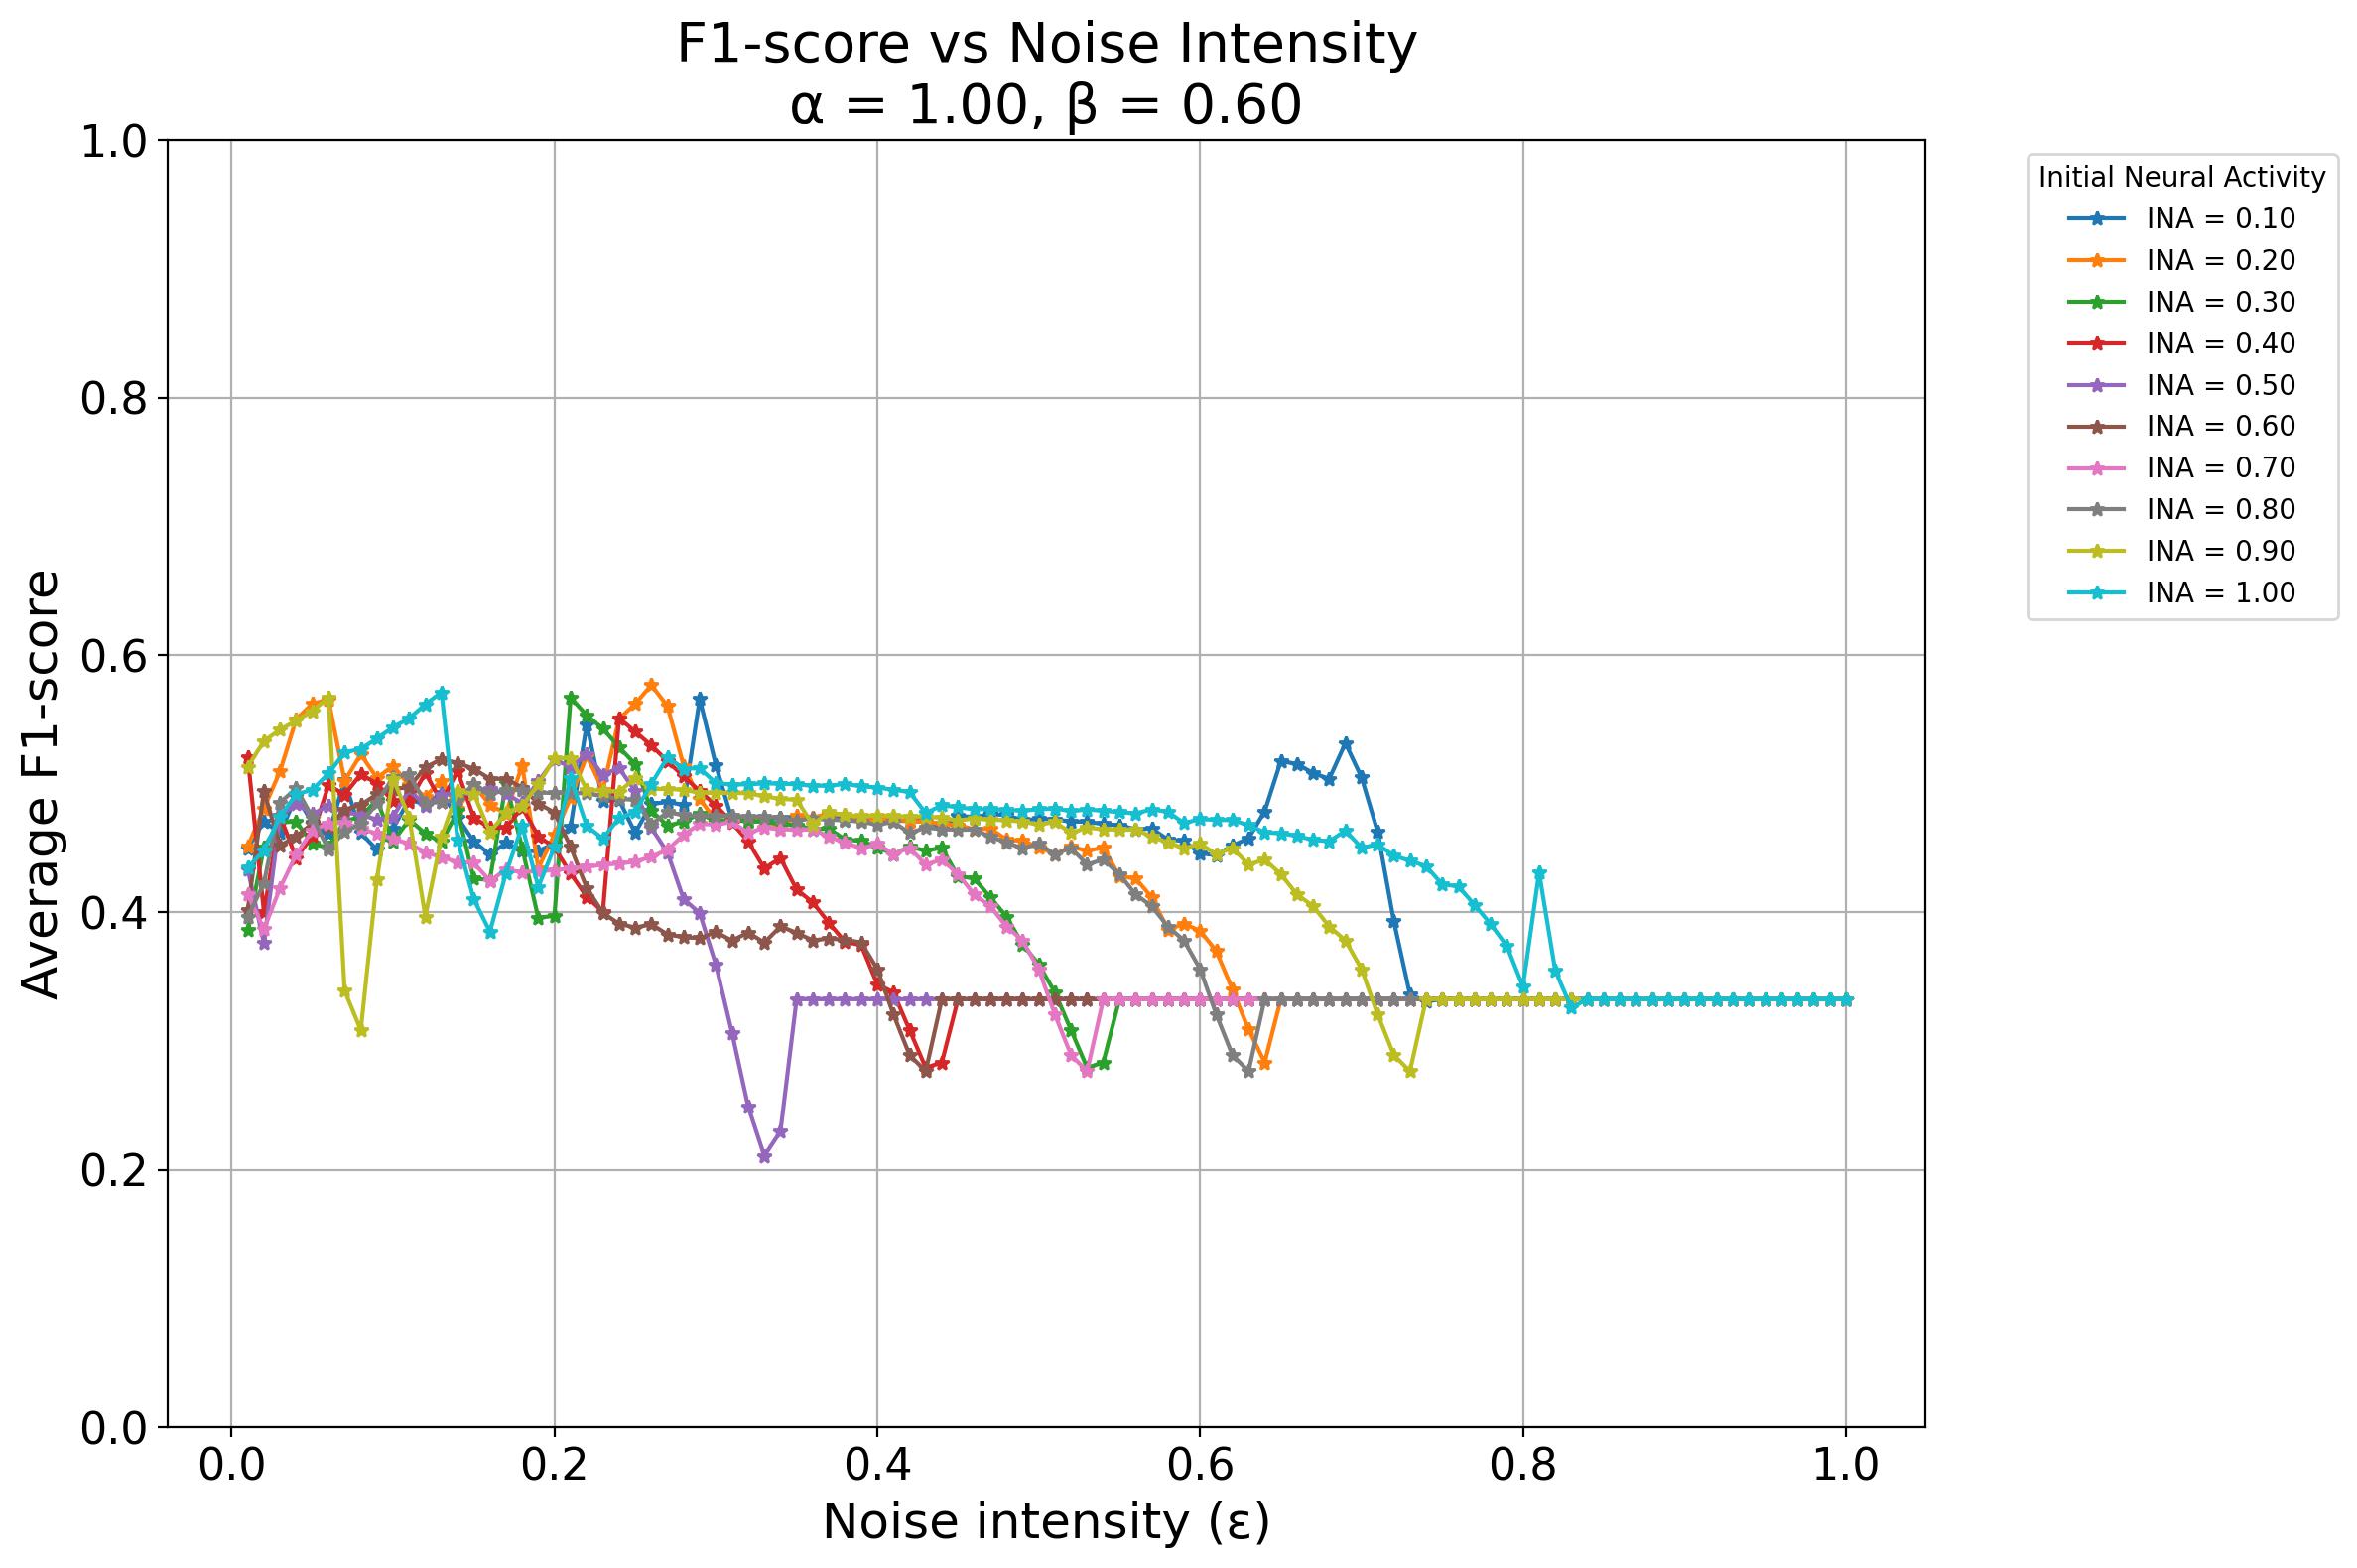 F1-score vs Noise Intensity
α = 1.00, β = 0.60
Average F1-score
1.0
0.8
0.6
0.4
0.2
0.0
0.0 0.2 0.4 0.6 0.8 1.0
Noise intensity (ε)
Initial Neural Activity
INA = 0.10
INA = 0.20
INA = 0.30
INA = 0.40
INA = 0.50
INA = 0.60
INA = 0.70
INA = 0.80
INA = 0.90
INA = 1.00